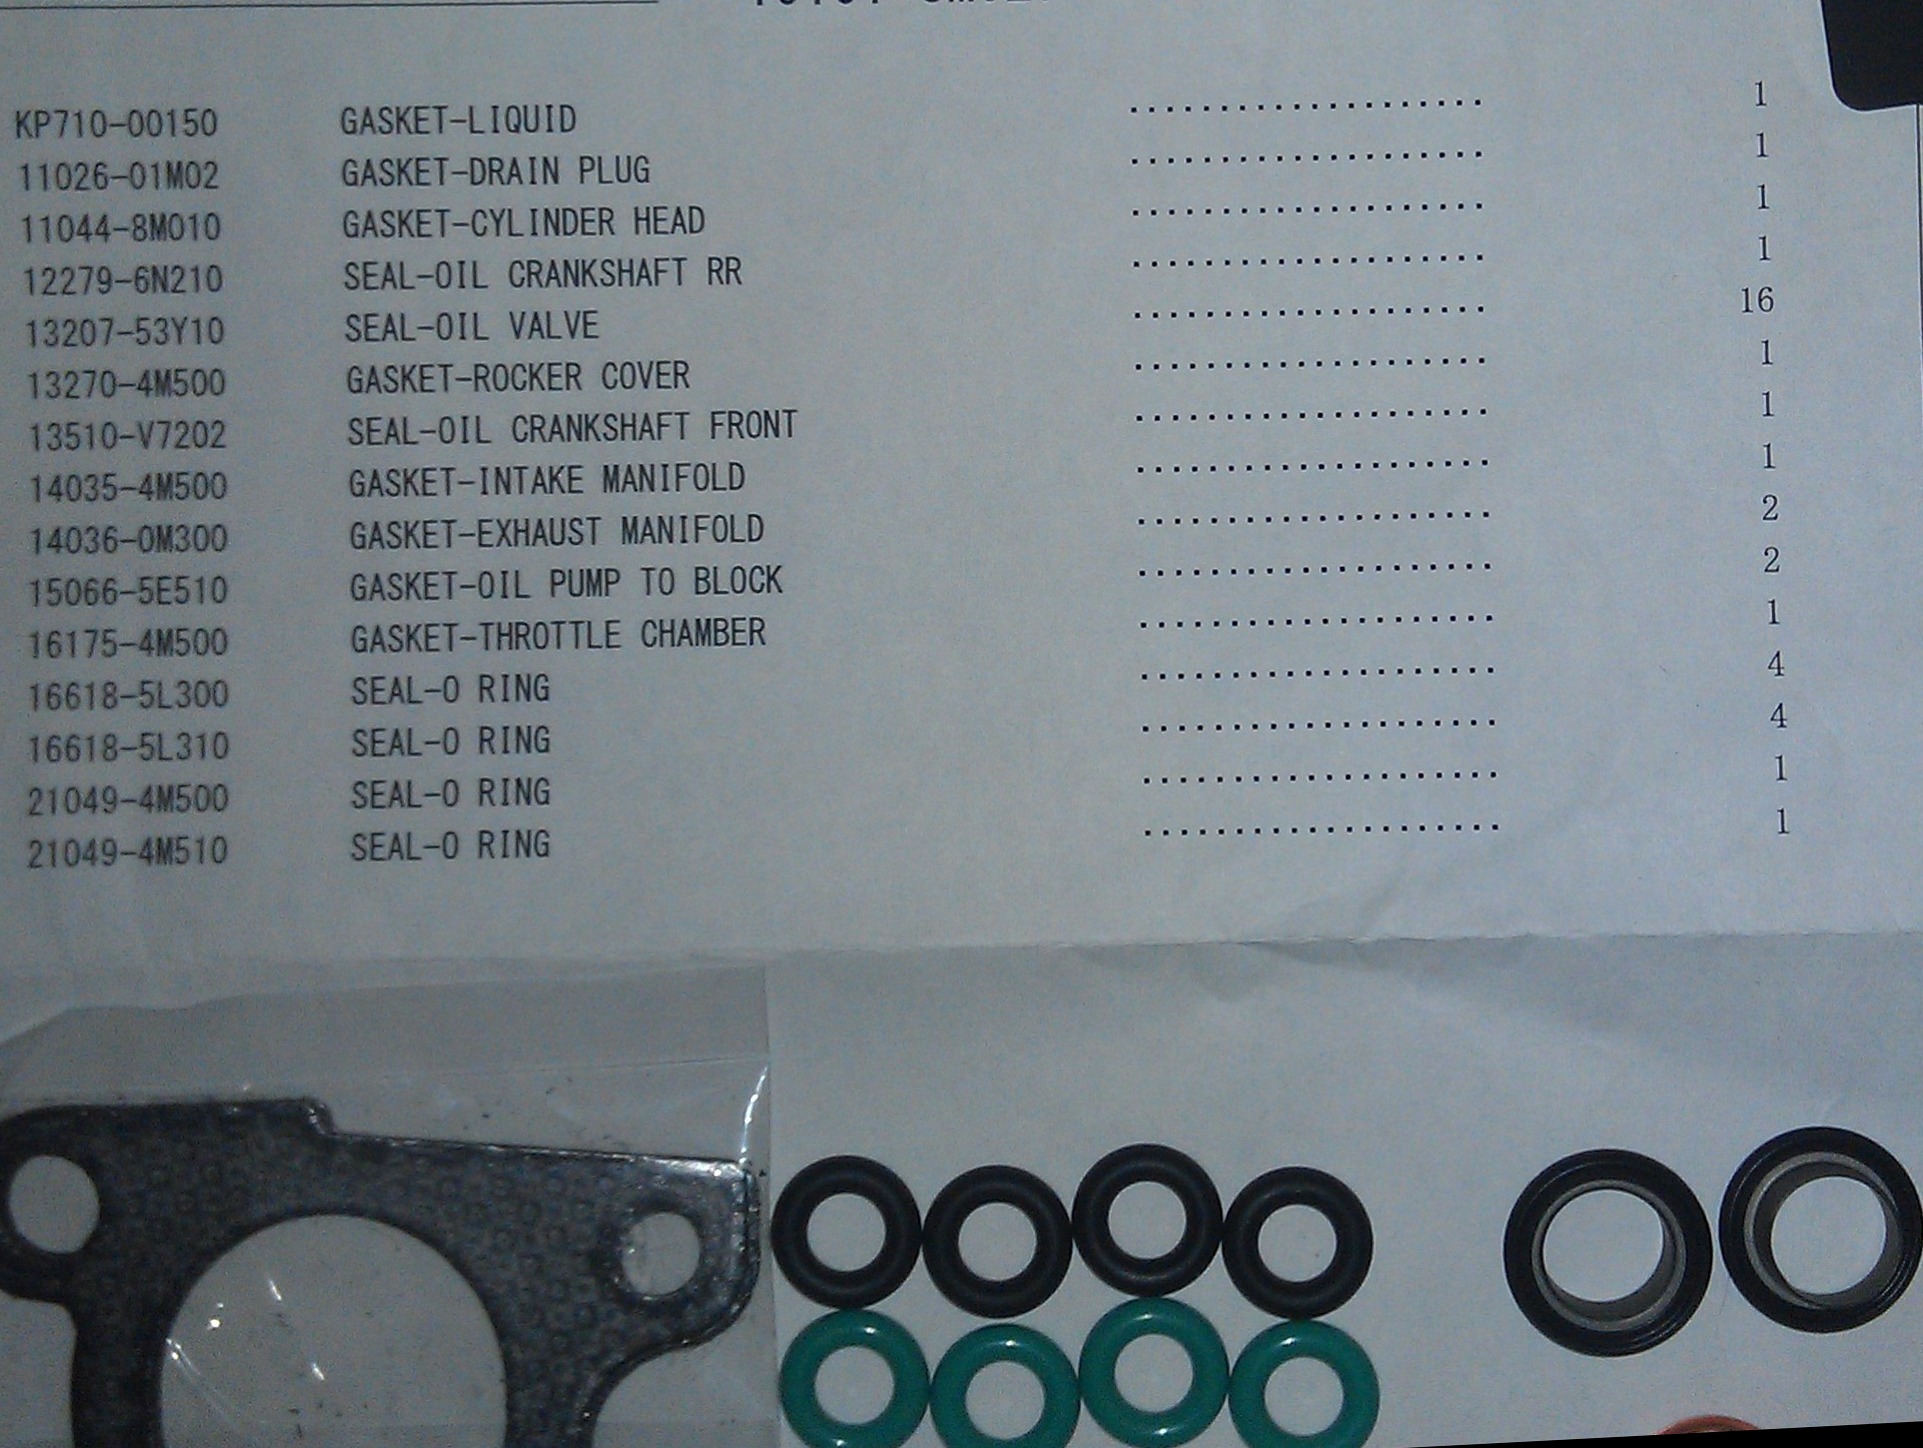 KP710-00150 GASKET-LIQUID .................... 1
11026-01M02 GASKET-DRAIN PLUG .................... 1
11044-8M010 GASKET-CYLINDER HEAD .................... 1
12279-6N210 SEAL-OIL CRANKSHAFT RR .................... 1
13207-53Y10 SEAL-OIL VALVE .................... 16
13270-4M500 GASKET-ROCKER COVER .................... 1
13510-V7202 SEAL-OIL CRANKSHAFT FRONT .................... 1
14035-4M500 GASKET-INTAKE MANIFOLD .................... 1
14036-0M300 GASKET-EXHAUST MANIFOLD .................... 2
15066-5E510 GASKET-OIL PUMP TO BLOCK .................... 2
16175-4M500 GASKET-THROTTLE CHAMBER .................... 1
16618-5L300 SEAL-O RING .................... 4
16618-5L310 SEAL-O RING .................... 4
21049-4M500 SEAL-O RING .................... 1
21049-4M510 SEAL-O RING .................... 1